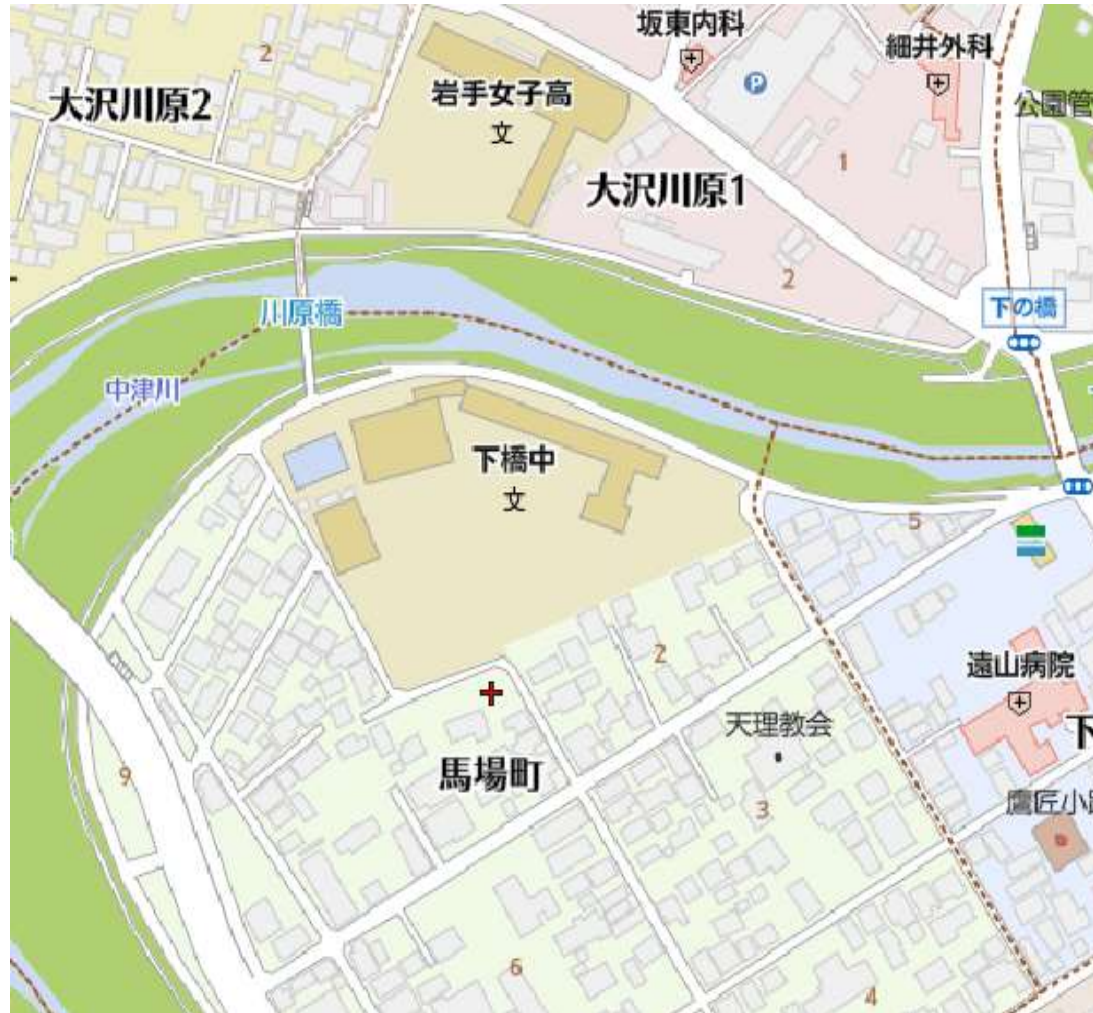 坂東内科
細井外科
2
岩手女子高
文
P
公園管
大沢川原2
1
大沢川原1
2
下の橋
川原橋
中津川
下橋中
文
5
2
遠山病院
天理教会
下
馬場町
9
3
鷹匠小路
6
4